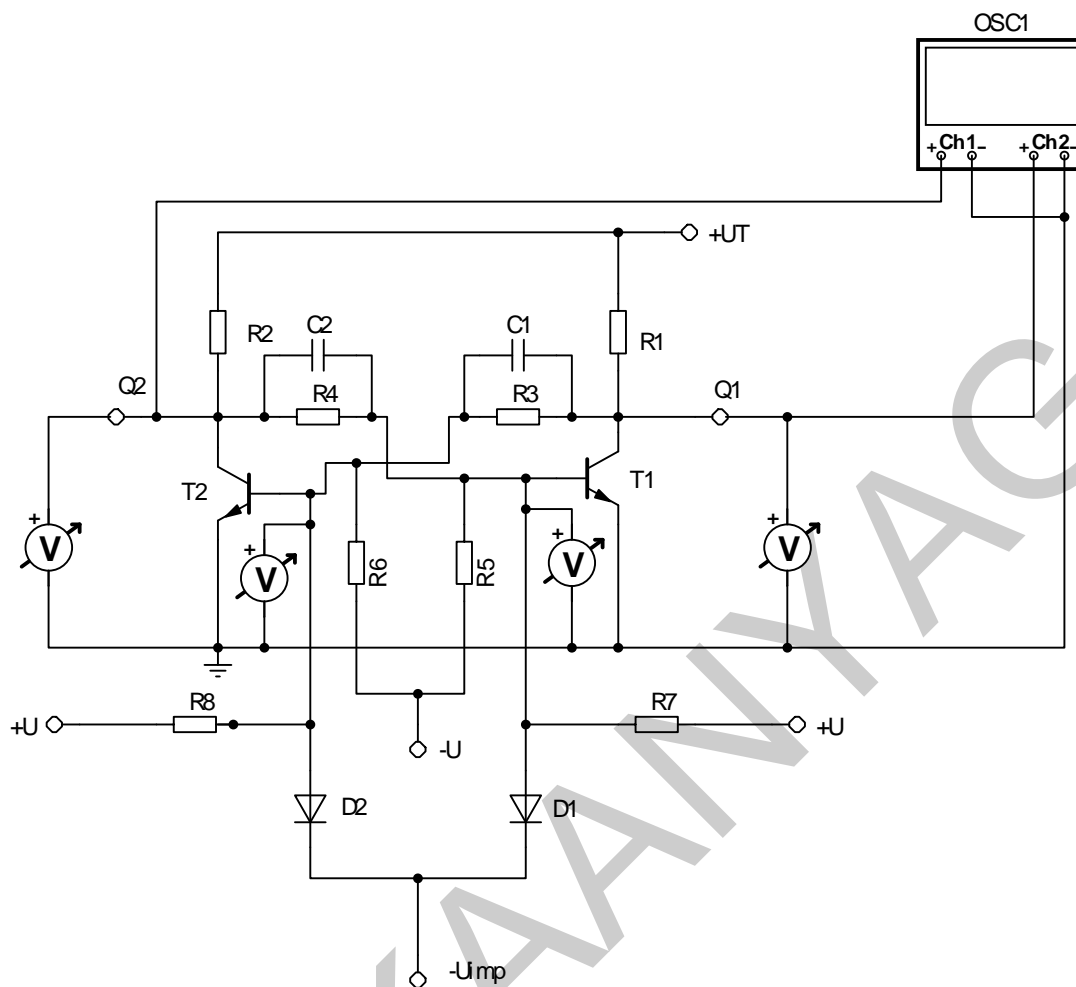 OSC1
+ Ch1 - + Ch2 -
+UT
C2 C1
R2 R1
R4 R3
Q2 Q1
T2 T1
+ V + V R6 R5 + V + V
R8 R7
+U -U +U
D2 D1
-Uimp
KAANYAG